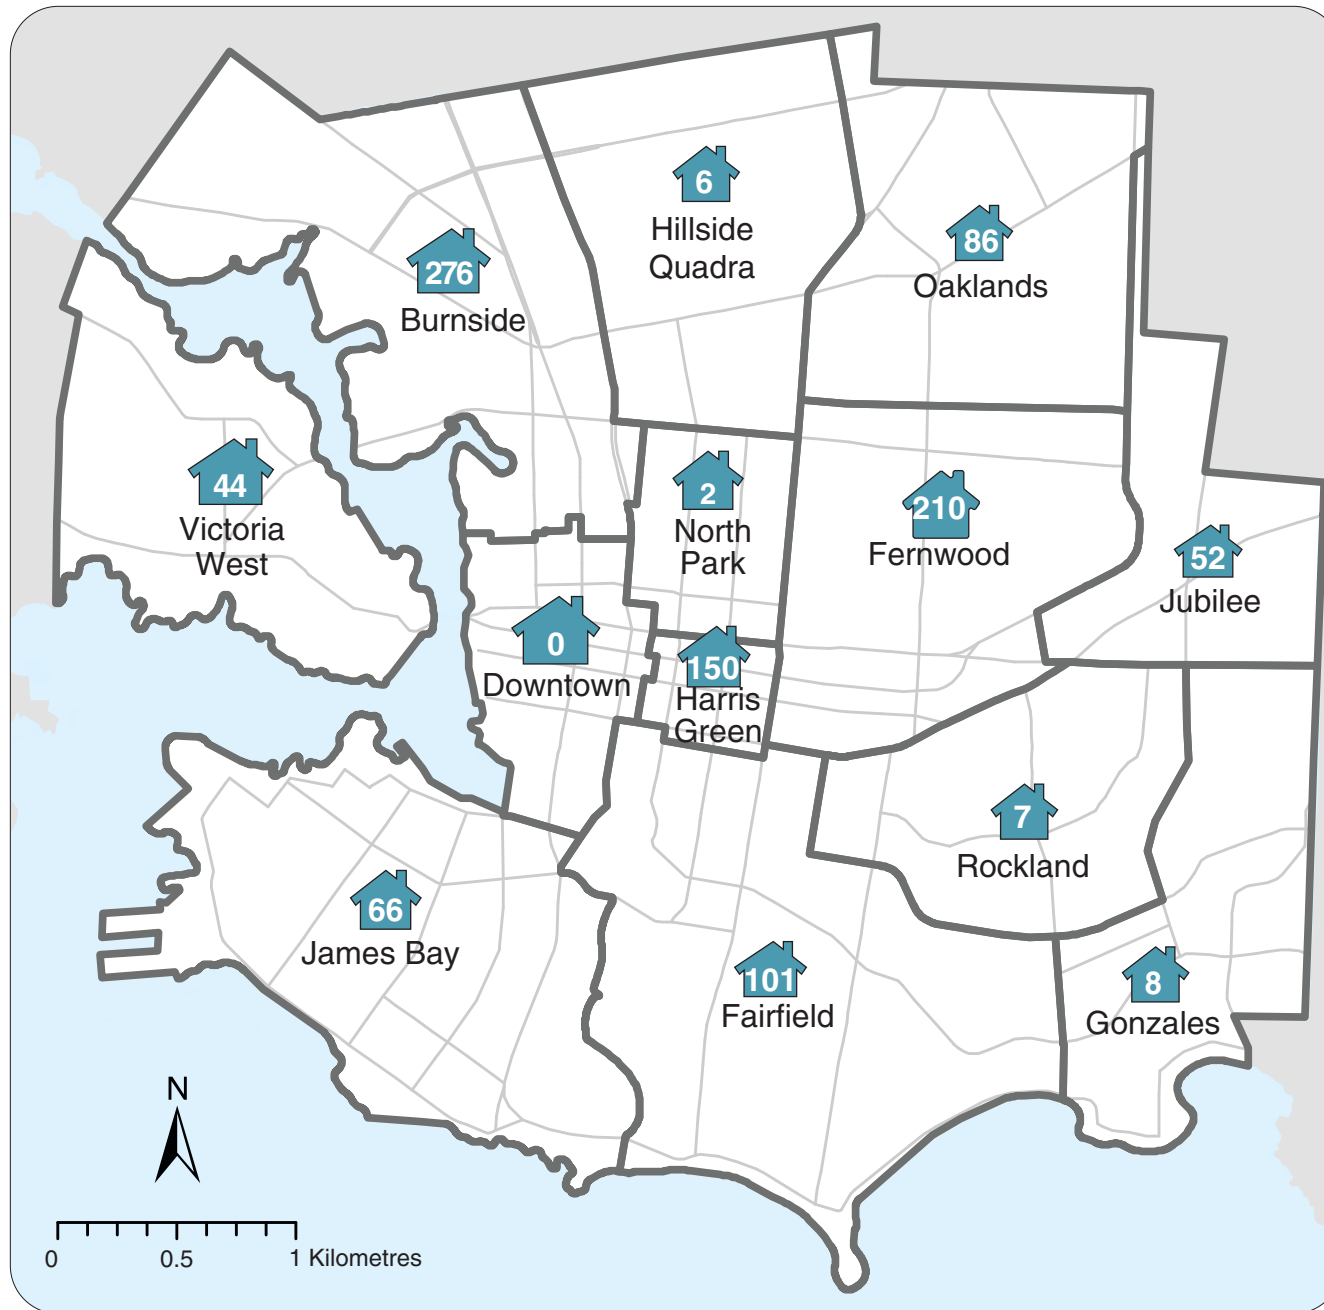 6
Hillside
Quadra
86
Oaklands
276
Burnside
44
Victoria
West
2
North
Park
210
Fernwood
52
Jubilee
0
Downtown
150
Harris
Green
7
Rockland
66
James Bay
101
Fairfield
8
Gonzales
N
0 0.5 1 Kilometres